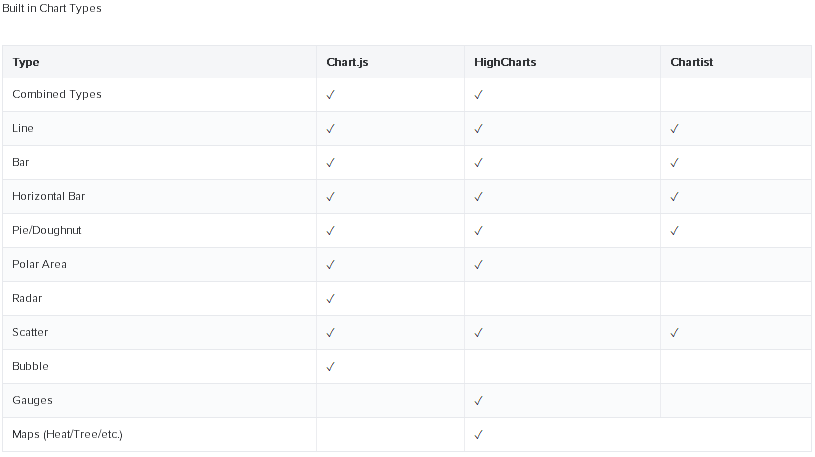 Built in Chart Types
Type Chart.js HighCharts Chartist
Combined Types ✓ ✓
Line ✓ ✓ ✓
Bar ✓ ✓ ✓
Horizontal Bar ✓ ✓ ✓
Pie/Doughnut ✓ ✓ ✓
Polar Area ✓ ✓
Radar ✓
Scatter ✓ ✓ ✓
Bubble ✓
Gauges ✓
Maps (Heat/Tree/etc.) ✓